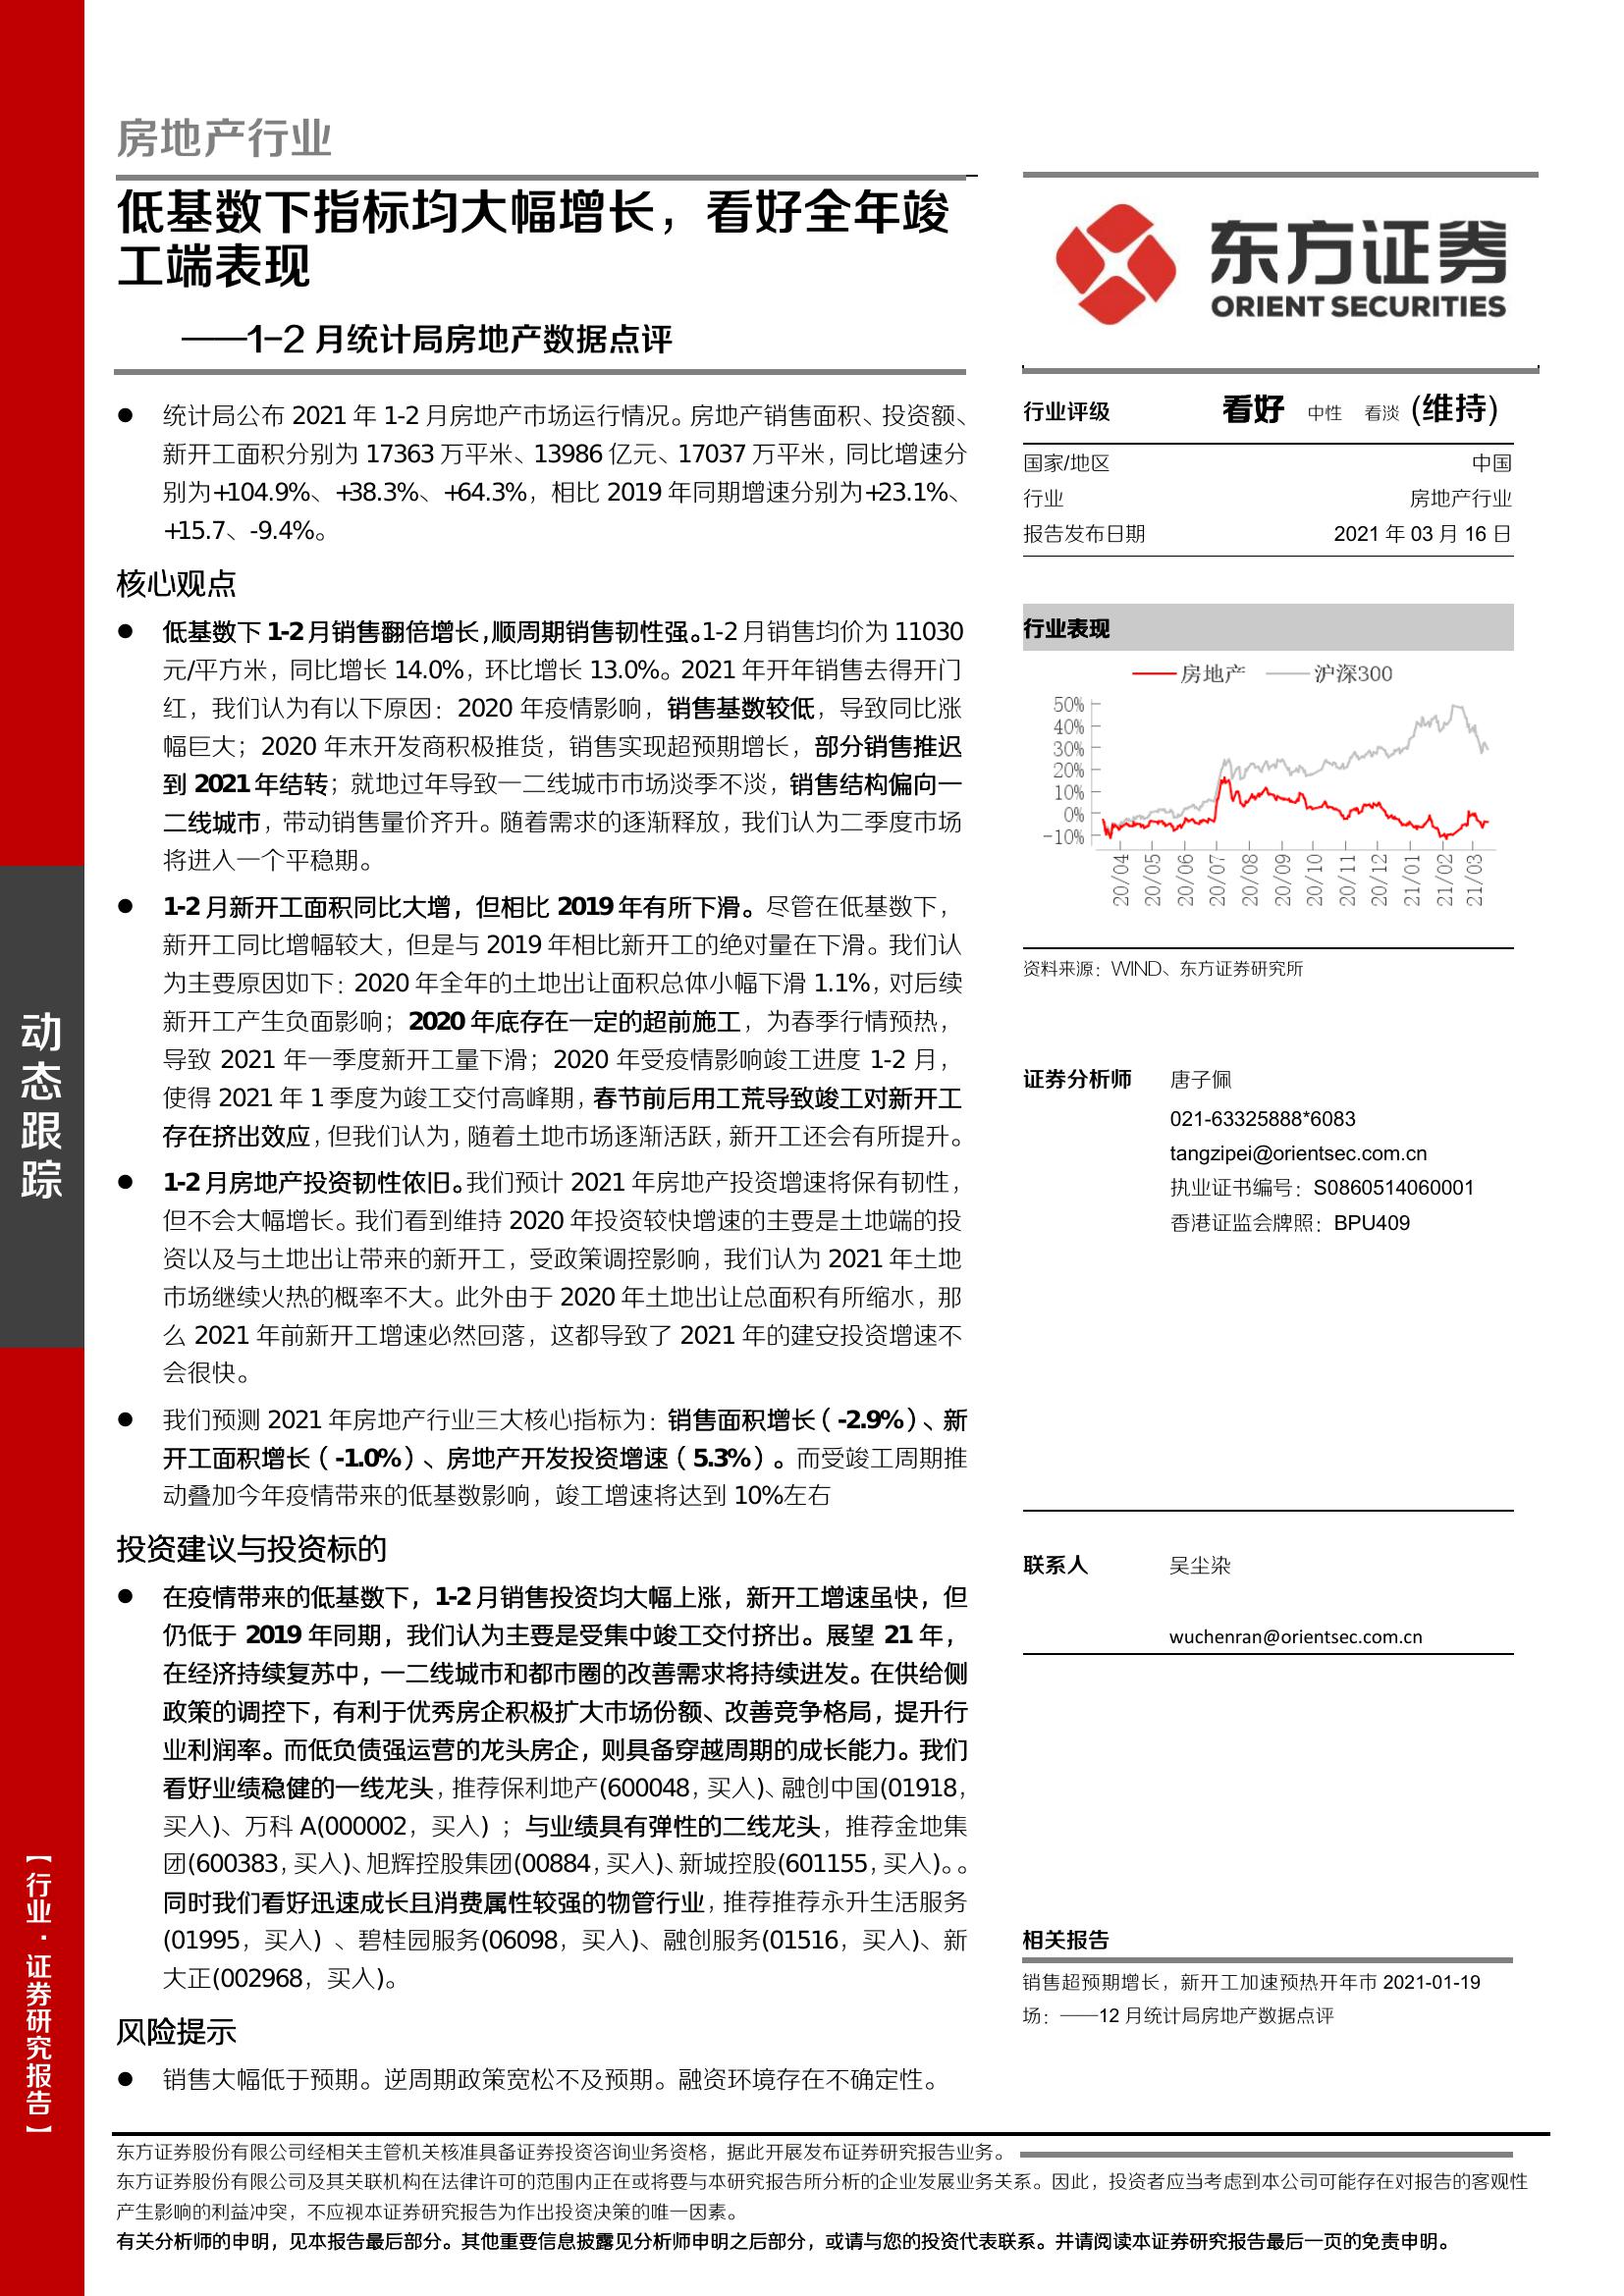 房地产行业
低基数下指标均大幅增长，看好全年竣
工端表现
——1-2 月统计局房地产数据点评
● 统计局公布 2021 年 1-2 月房地产市场运行情况。房地产销售面积、投资额、
新开工面积分别为 17363 万平米、13986 亿元、17037 万平米，同比增速分
别为+104.9%、+38.3%、+64.3%，相比 2019 年同期增速分别为+23.1%、
+15.7、-9.4%。
核心观点
● 低基数下 1-2 月销售翻倍增长，顺周期销售韧性强。1-2 月销售均价为 11030
元/平方米，同比增长 14.0%，环比增长 13.0%。2021 年开年销售去得开门
红，我们认为有以下原因：2020 年疫情影响，销售基数较低，导致同比涨
幅巨大；2020 年末开发商积极推货，销售实现超预期增长，部分销售推迟
到 2021 年结转；就地过年导致一二线城市市场淡季不淡，销售结构偏向一
二线城市，带动销售量价齐升。随着需求的逐渐释放，我们认为二季度市场
将进入一个平稳期。
● 1-2 月新开工面积同比大增，但相比 2019 年有所下滑。尽管在低基数下，
新开工同比增幅较大，但是与 2019 年相比新开工的绝对量在下滑。我们认
为主要原因如下：2020 年全年的土地出让面积总体小幅下滑 1.1%，对后续
新开工产生负面影响；2020 年底存在一定的超前施工，为春季行情预热，
导致 2021 年一季度新开工量下滑；2020 年受疫情影响竣工进度 1-2 月，
使得 2021 年 1 季度为竣工交付高峰期，春节前后用工荒导致竣工对新开工
存在挤出效应，但我们认为，随着土地市场逐渐活跃，新开工还会有所提升。
● 1-2 月房地产投资韧性依旧。我们预计 2021 年房地产投资增速将保有韧性，
但不会大幅增长。我们看到维持 2020 年投资较快增速的主要是土地端的投
资以及与土地出让带来的新开工，受政策调控影响，我们认为 2021 年土地
市场继续火热的概率不大。此外由于 2020 年土地出让总面积有所缩水，那
么 2021 年前新开工增速必然回落，这都导致了 2021 年的建安投资增速不
会很快。
● 我们预测 2021 年房地产行业三大核心指标为：销售面积增长（-2.9%）、新
开工面积增长（-1.0%）、房地产开发投资增速（5.3%）。而受竣工周期推
动叠加今年疫情带来的低基数影响，竣工增速将达到 10%左右
投资建议与投资标的
● 在疫情带来的低基数下，1-2 月销售投资均大幅上涨，新开工增速虽快，但
仍低于 2019 年同期，我们认为主要是受集中竣工交付挤出。展望 21 年，
在经济持续复苏中，一二线城市和都市圈的改善需求将持续迸发。在供给侧
政策的调控下，有利于优秀房企积极扩大市场份额、改善竞争格局，提升行
业利润率。而低负债强运营的龙头房企，则具备穿越周期的成长能力。我们
看好业绩稳健的一线龙头，推荐保利地产(600048，买入)、融创中国(01918，
买入)、万科 A(000002，买入) ；与业绩具有弹性的二线龙头，推荐金地集
团(600383，买入)、旭辉控股集团(00884，买入)、新城控股(601155，买入)。。
同时我们看好迅速成长且消费属性较强的物管行业，推荐推荐永升生活服务
(01995，买入) 、碧桂园服务(06098，买入)、融创服务(01516，买入)、新
大正(002968，买入)。
风险提示
● 销售大幅低于预期。逆周期政策宽松不及预期。融资环境存在不确定性。
东方证券
ORIENT SECURITIES
行业评级 看好 中性 看淡 (维持)
国家/地区 中国
行业 房地产行业
报告发布日期 2021 年 03 月 16 日
行业表现
房地产 沪深300
50%
40%
30%
20%
10%
0%
-10%
20/04 20/05 20/06 20/07 20/08 20/09 20/10 20/11 20/12 21/01 21/02 21/03
资料来源：WIND、东方证券研究所
证券分析师 唐子佩
021-63325888*6083
tangzipei@orientsec.com.cn
执业证书编号：S0860514060001
香港证监会牌照：BPU409
联系人 吴尘染
wuchenran@orientsec.com.cn
相关报告
销售超预期增长，新开工加速预热开年市 2021-01-19
场：——12 月统计局房地产数据点评
动态跟踪
【行业·证券研究报告】
东方证券股份有限公司经相关主管机关核准具备证券投资咨询业务资格，据此开展发布证券研究报告业务。
东方证券股份有限公司及其关联机构在法律许可的范围内正在或将要与本研究报告所分析的企业发展业务关系。因此，投资者应当考虑到本公司可能存在对报告的客观性
产生影响的利益冲突，不应视本证券研究报告为作出投资决策的唯一因素。
有关分析师的申明，见本报告最后部分。其他重要信息披露见分析师申明之后部分，或请与您的投资代表联系。并请阅读本证券研究报告最后一页的免责申明。